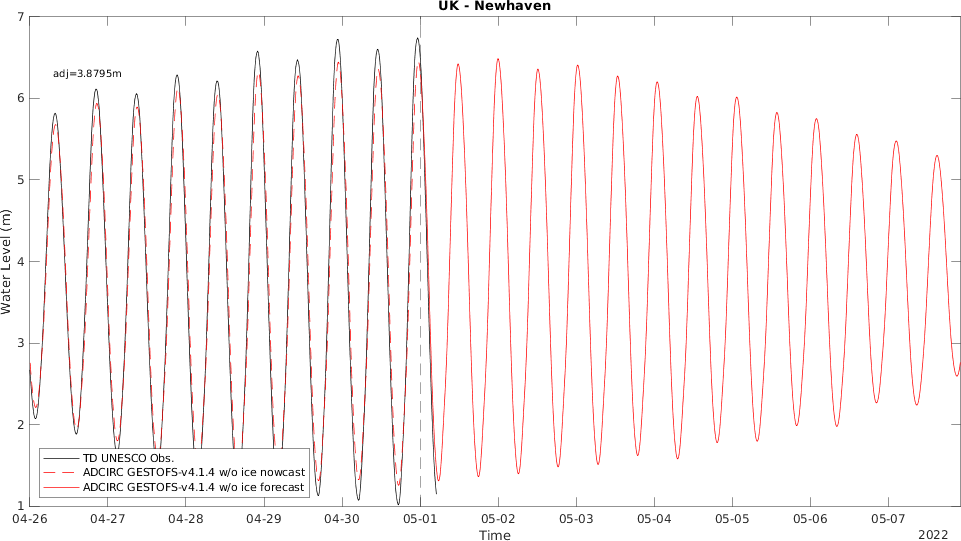 UK - Newhaven
7
adj=3.8795m
6
5
Water Level (m)
4
3
2
TD UNESCO Obs.
ADCIRC GESTOFS-v4.1.4 w/o ice nowcast
ADCIRC GESTOFS-v4.1.4 w/o ice forecast
1
04-26 04-27 04-28 04-29 04-30 05-01 05-02 05-03 05-04 05-05 05-06 05-07
Time
2022